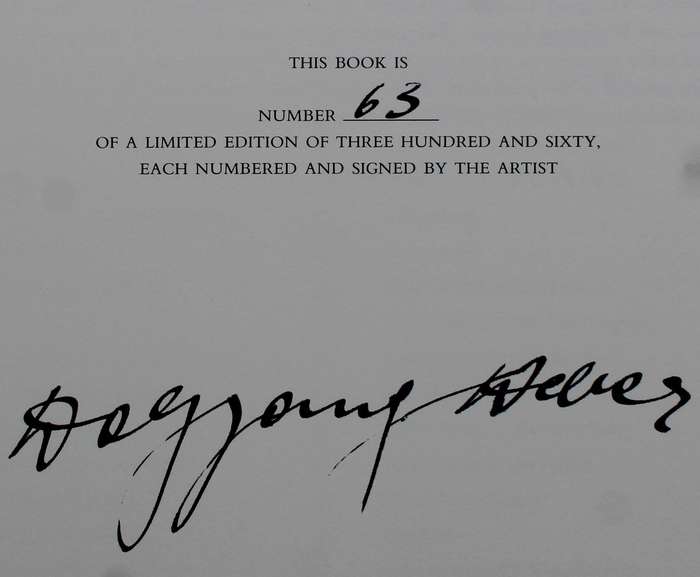 THIS BOOK IS
NUMBER 63
OF A LIMITED EDITION OF THREE HUNDRED AND SIXTY,
EACH NUMBERED AND SIGNED BY THE ARTIST